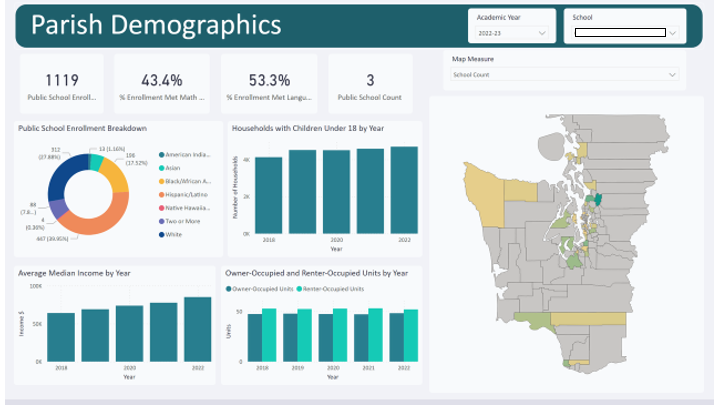 Parish Demographics
Academic Year
2022-23
School
1119
Public School Enroll...
43.4%
% Enrollment Met Math ...
53.3%
% Enrollment Met Langu...
3
Public School Count
Map Measure
School Count
Public School Enrollment Breakdown
13 (1.16%)
196
(17.52%)
447 (39.95%)
4
(0.36%)
88
(7.8...)
312
(27.88%)
American India...
Asian
Black/African A...
Hispanic/Latino
Native Hawaiia...
Two or More
White
Households with Children Under 18 by Year
Number of Households
4K
2K
0K
2018
2020
2022
Year
Average Median Income by Year
Income $
100K
50K
0K
2018
2020
2022
Year
Owner-Occupied and Renter-Occupied Units by Year
Owner-Occupied Units
Renter-Occupied Units
Units
50
0
2018
2019
2020
2021
2022
Year